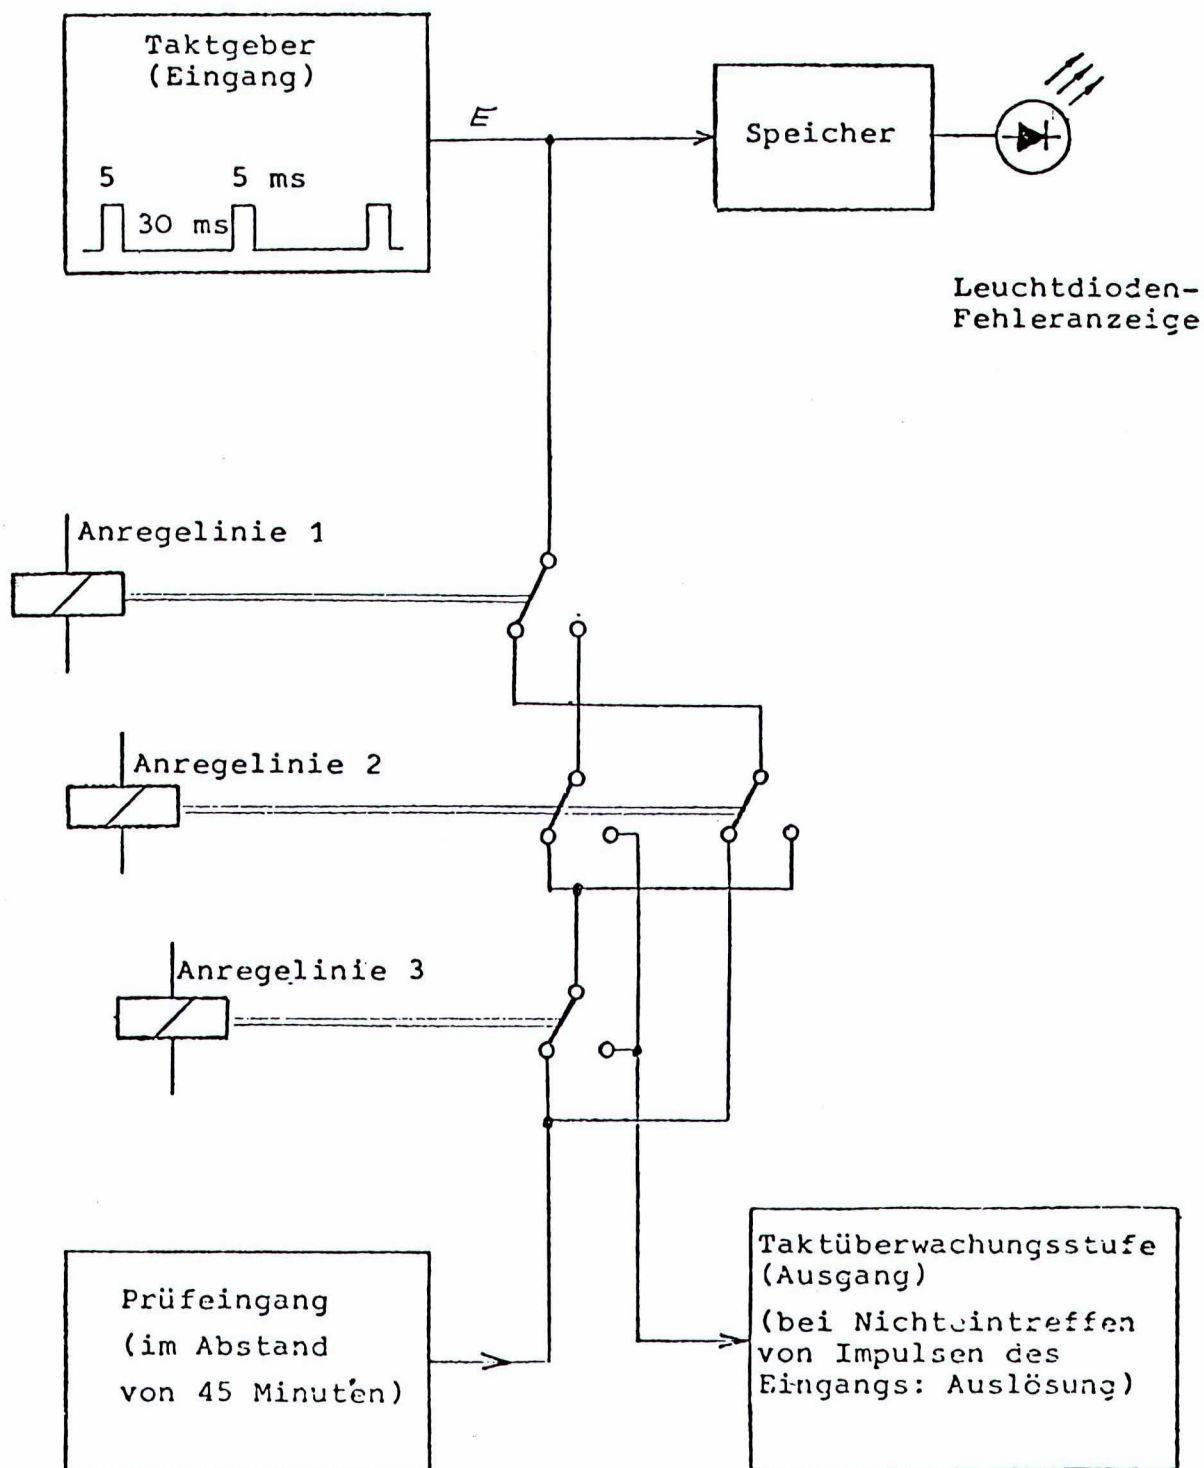 Taktgeber
(Eingang)
E
5 5 ms
30 ms
Speicher
Leuchtdioden-
Fehleranzeige
Anregelinie 1
Anregelinie 2
Anregelinie 3
Prüfeingang
(im Abstand
von 45 Minuten)
Taktüberwachungsstufe
(Ausgang)
(bei Nichteintreffen
von Impulsen des
Eingangs: Auslösung)